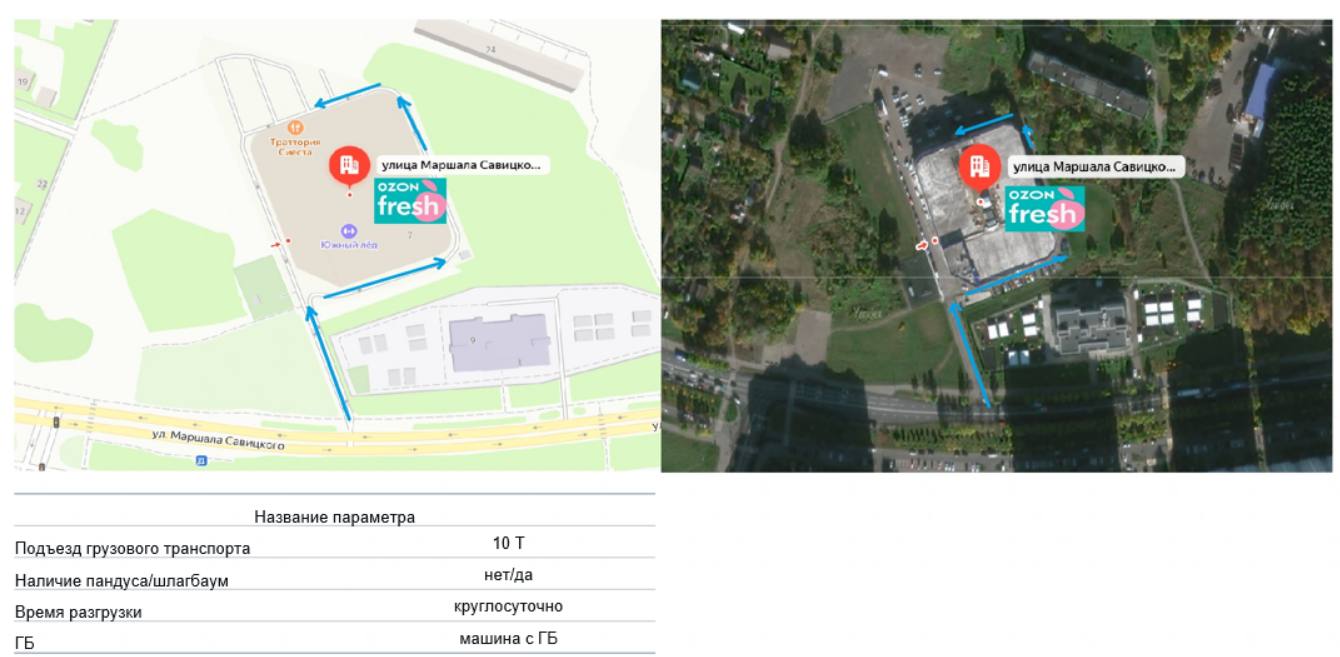 24
19
Траттория
Сиеста
улица Маршала Савицко...
OZON
fresh
23
12
Южный лёд
7
9
ул. Маршала Савицкого
Д
улица Маршала Савицко...
OZON
fresh
Название параметра
Подъезд грузового транспорта 10 Т
Наличие пандуса/шлагбаум нет/да
Время разгрузки круглосуточно
ГБ машина с ГБ